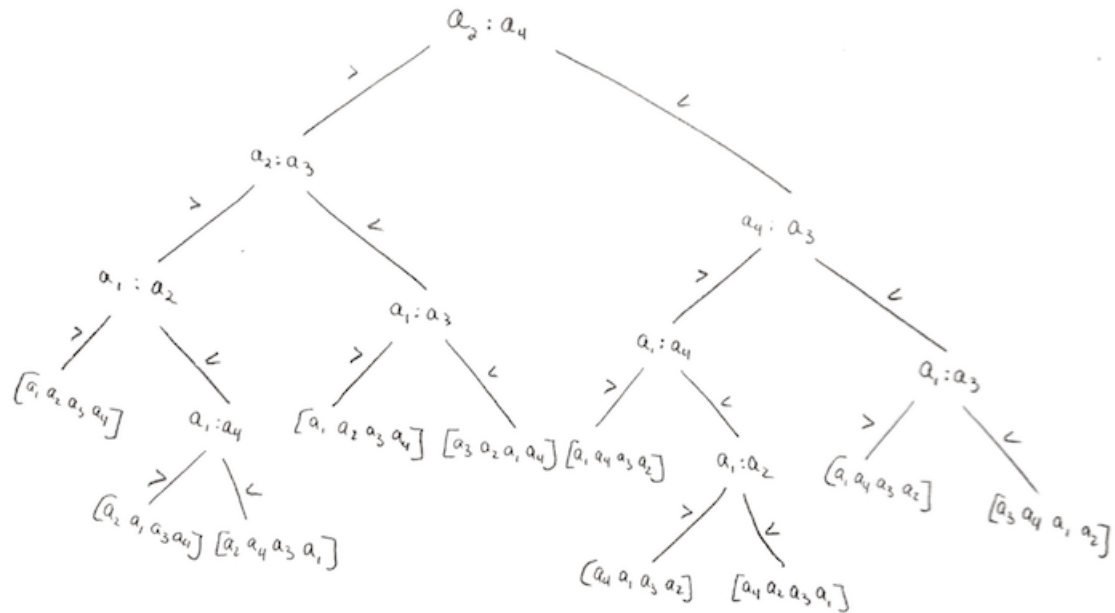 a₂ : a₄
>
<
a₂ : a₃
>
<
a₄ : a₃
>
<
a₁ : a₂
>
<
a₁ : a₃
>
<
a₁ : a₄
>
<
a₁ : a₃
>
<
[a₁ a₂ a₃ a₄]
a₁ : a₄
>
<
[a₁ a₂ a₃ a₄]
[a₃ a₂ a₁ a₄]
[a₁ a₄ a₃ a₂]
a₁ : a₂
>
<
[a₁ a₄ a₃ a₂]
[a₃ a₄ a₁ a₂]
[a₂ a₁ a₃ a₄]
[a₂ a₄ a₃ a₁]
[a₄ a₁ a₃ a₂]
[a₄ a₂ a₃ a₁]